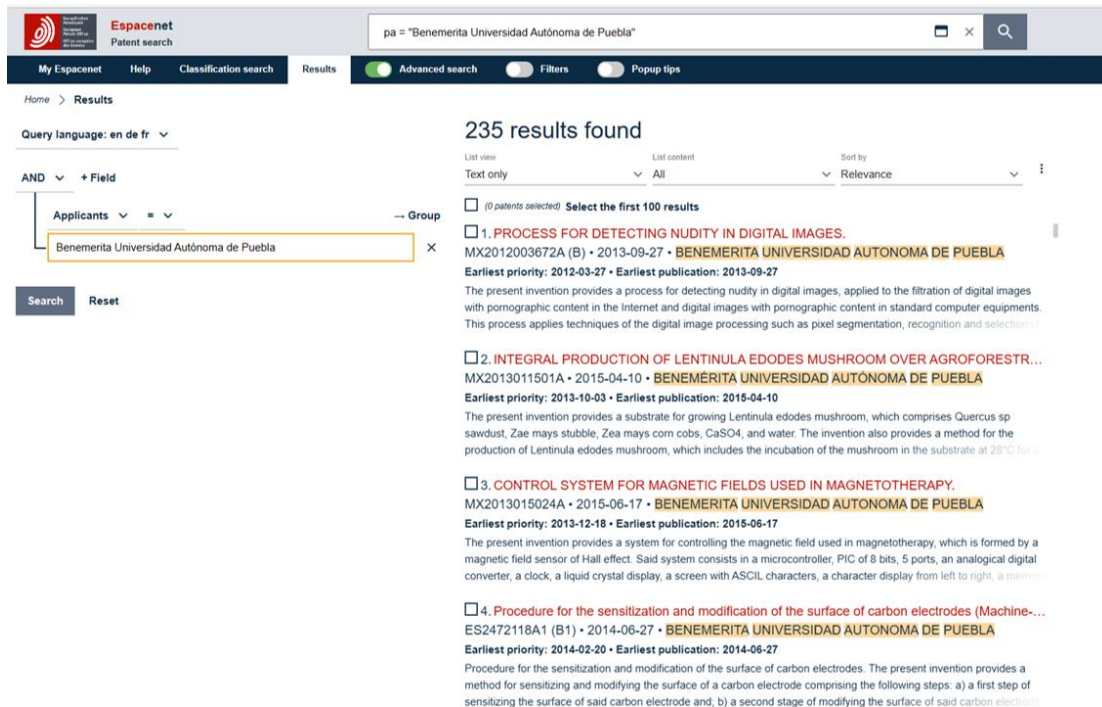 Espacenet
Patent search
pa = "Benemerita Universidad Autónoma de Puebla"
My Espacenet Help Classification search Results Advanced search Filters Popup tips
Home > Results
Query language: en de fr
AND + Field
Applicants =
→ Group
Benemerita Universidad Autónoma de Puebla
Search Reset
235 results found
List view List content Sort by
Text only All Relevance
(0 patents selected) Select the first 100 results
1. PROCESS FOR DETECTING NUDITY IN DIGITAL IMAGES.
MX2012003672A (B) • 2013-09-27 • BENEMERITA UNIVERSIDAD AUTONOMA DE PUEBLA
Earliest priority: 2012-03-27 • Earliest publication: 2013-09-27
The present invention provides a process for detecting nudity in digital images, applied to the filtration of digital images
with pornographic content in the Internet and digital images with pornographic content in standard computer equipments.
This process applies techniques of the digital image processing such as pixel segmentation, recognition and selection of
2. INTEGRAL PRODUCTION OF LENTINULA EDODES MUSHROOM OVER AGROFORESTR...
MX2013011501A • 2015-04-10 • BENEMÉRITA UNIVERSIDAD AUTÓNOMA DE PUEBLA
Earliest priority: 2013-10-03 • Earliest publication: 2015-04-10
The present invention provides a substrate for growing Lentinula edodes mushroom, which comprises Quercus sp
sawdust, Zae mays stubble, Zea mays corn cobs, CaSO4, and water. The invention also provides a method for the
production of Lentinula edodes mushroom, which includes the incubation of the mushroom in the substrate at 28°C for
3. CONTROL SYSTEM FOR MAGNETIC FIELDS USED IN MAGNETOTHERAPY.
MX2013015024A • 2015-06-17 • BENEMERITA UNIVERSIDAD AUTONOMA DE PUEBLA
Earliest priority: 2013-12-18 • Earliest publication: 2015-06-17
The present invention provides a system for controlling the magnetic field used in magnetotherapy, which is formed by a
magnetic field sensor of Hall effect. Said system consists in a microcontroller, PIC of 8 bits, 5 ports, an analogical digital
converter, a clock, a liquid crystal display, a screen with ASCIL characters, a character display from left to right, a
4. Procedure for the sensitization and modification of the surface of carbon electrodes (Machine-...
ES2472118A1 (B1) • 2014-06-27 • BENEMERITA UNIVERSIDAD AUTONOMA DE PUEBLA
Earliest priority: 2014-02-20 • Earliest publication: 2014-06-27
Procedure for the sensitization and modification of the surface of carbon electrodes. The present invention provides a
method for sensitizing and modifying the surface of a carbon electrode comprising the following steps: a) a first step of
sensitizing the surface of said carbon electrode and; b) a second stage of modifying the surface of said carbon